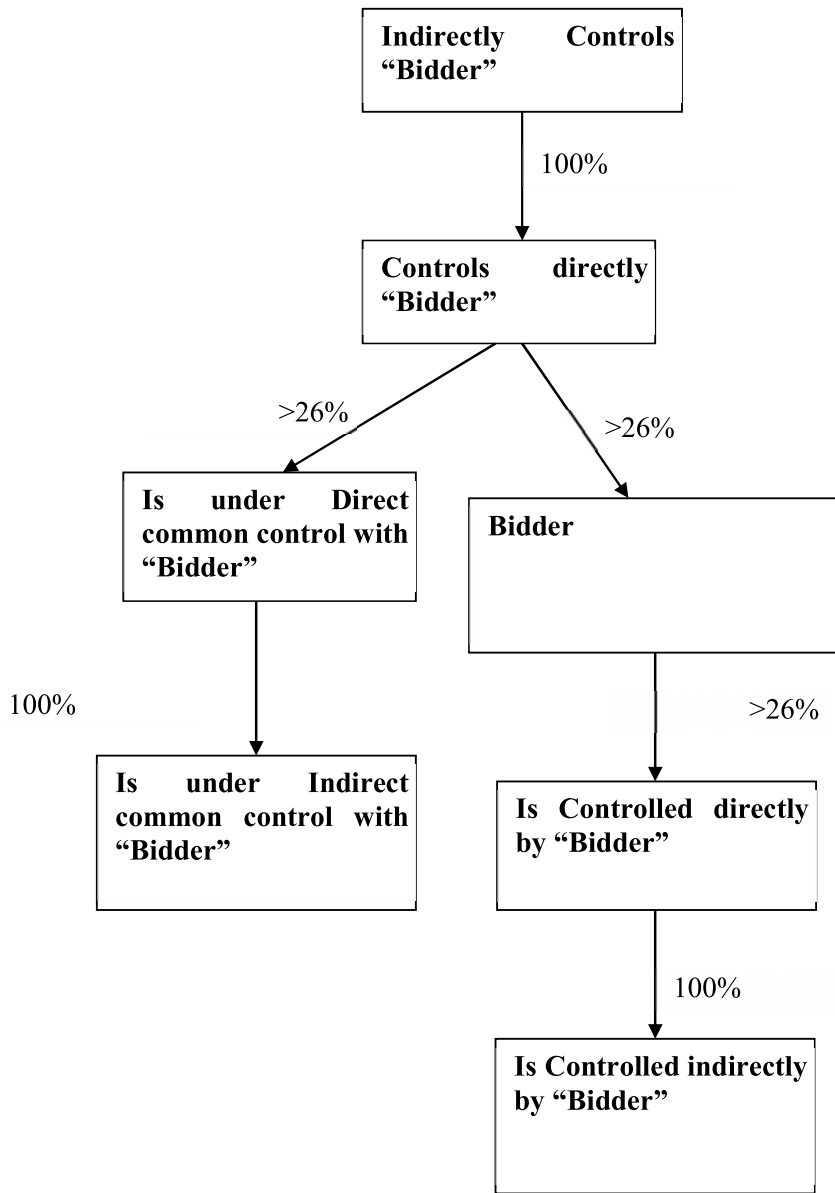 Indirectly Controls
“Bidder”
100%
Controls directly
“Bidder”
>26%
>26%
Is under Direct
common control with
“Bidder”
Bidder
100%
>26%
Is under Indirect
common control with
“Bidder”
Is Controlled directly
by “Bidder”
100%
Is Controlled indirectly
by “Bidder”